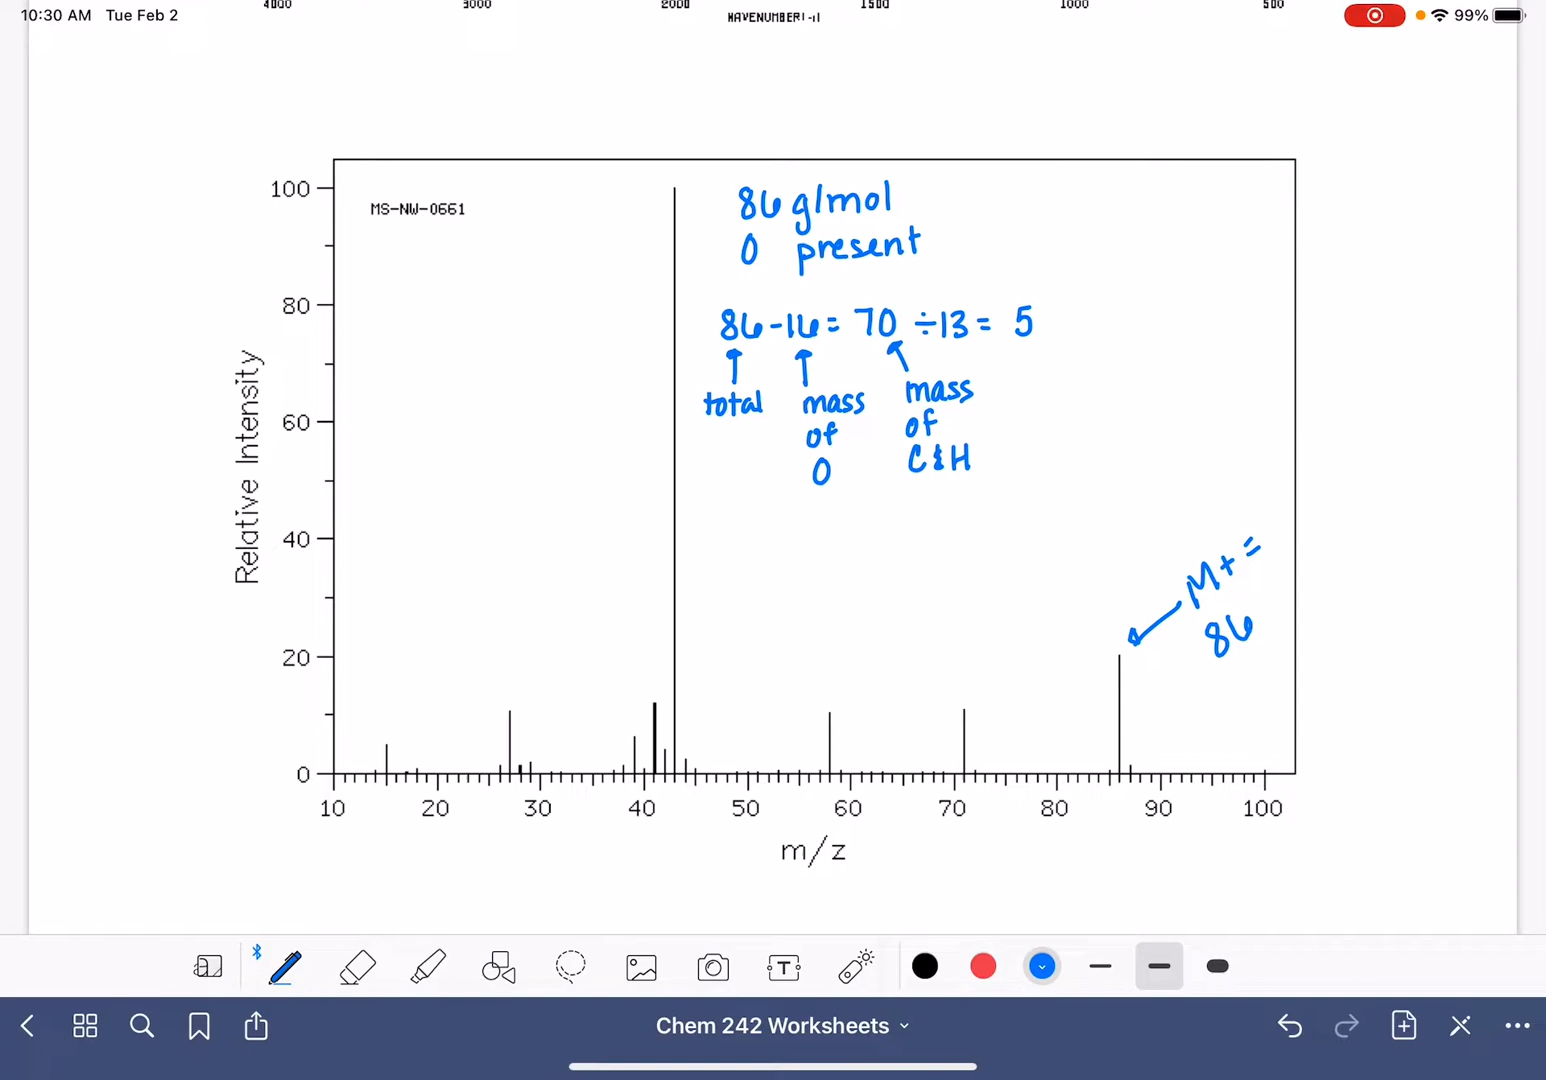 4000 3000 2000 1500 1000 500
10:30 AM Tue Feb 2
99%
WAVENUMBER
MS-NW-0661
86 g/mol
O present
86 - 16 = 70 ÷ 13 = 5
total
mass
of
O
mass
of
C & H
M+ =
86
Relative Intensity
100
80
60
40
20
0
10 20 30 40 50 60 70 80 90 100
m/z
T
Chem 242 Worksheets